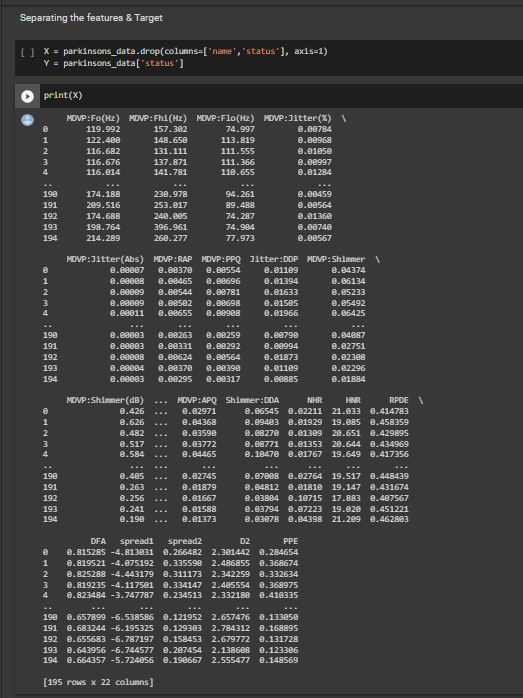 Separating the features & Target
[ ] X = parkinsons_data.drop(columns=['name','status'], axis=1)
Y = parkinsons_data['status']
print(X)
MDVP:Fo(Hz) MDVP:Fhi(Hz) MDVP:Flo(Hz) MDVP:Jitter(%) \
0 119.992 157.302 74.997 0.00784
1 122.400 148.650 113.819 0.00968
2 116.682 131.111 111.555 0.01050
3 116.676 137.871 111.366 0.00997
4 116.014 141.781 110.655 0.01284
.. ... ... ... ...
190 174.188 230.978 94.261 0.00459
191 209.516 253.017 89.488 0.00564
192 174.688 240.005 74.287 0.01360
193 198.764 396.961 74.904 0.00740
194 214.289 260.277 77.973 0.00567
MDVP:Jitter(Abs) MDVP:RAP MDVP:PPQ Jitter:DDP MDVP:Shimmer \
0 0.00007 0.00370 0.00554 0.01109 0.04374
1 0.00008 0.00465 0.00696 0.01394 0.06134
2 0.00009 0.00544 0.00781 0.01633 0.05233
3 0.00009 0.00502 0.00698 0.01505 0.05492
4 0.00011 0.00655 0.00908 0.01966 0.06425
.. ... ... ... ... ...
190 0.00003 0.00263 0.00259 0.00790 0.04087
191 0.00003 0.00331 0.00292 0.00994 0.02751
192 0.00008 0.00624 0.00564 0.01873 0.02308
193 0.00004 0.00370 0.00390 0.01109 0.02296
194 0.00003 0.00295 0.00317 0.00885 0.01884
MDVP:Shimmer(dB) ... MDVP:APQ Shimmer:DDA NHR HNR RPDE \
0 0.426 ... 0.02971 0.06545 0.02211 21.033 0.414783
1 0.626 ... 0.04368 0.09403 0.01929 19.085 0.458359
2 0.482 ... 0.03590 0.08270 0.01309 20.651 0.429895
3 0.517 ... 0.03772 0.08771 0.01353 20.644 0.434969
4 0.584 ... 0.04465 0.10470 0.01767 19.649 0.417356
.. ... ... ... ... ... ... ...
190 0.405 ... 0.02745 0.07008 0.02764 19.517 0.448439
191 0.263 ... 0.01879 0.04812 0.01810 19.147 0.431674
192 0.256 ... 0.01667 0.03804 0.10715 17.883 0.407567
193 0.241 ... 0.01588 0.03794 0.07223 19.020 0.451221
194 0.190 ... 0.01373 0.03078 0.04398 21.209 0.462803
DFA spread1 spread2 D2 PPE
0 0.815285 -4.813031 0.266482 2.301442 0.284654
1 0.819521 -4.075192 0.335590 2.486855 0.368674
2 0.825288 -4.443179 0.311173 2.342259 0.332634
3 0.819235 -4.117501 0.334147 2.405554 0.368975
4 0.823484 -3.747787 0.234513 2.332180 0.410335
.. ... ... ... ... ...
190 0.657899 -6.538586 0.121952 2.657476 0.133050
191 0.683244 -6.195325 0.129303 2.784312 0.168895
192 0.655683 -6.787197 0.158453 2.679772 0.131728
193 0.643956 -6.744577 0.207454 2.138608 0.123306
194 0.664357 -5.724056 0.190667 2.555477 0.148569
[195 rows x 22 columns]